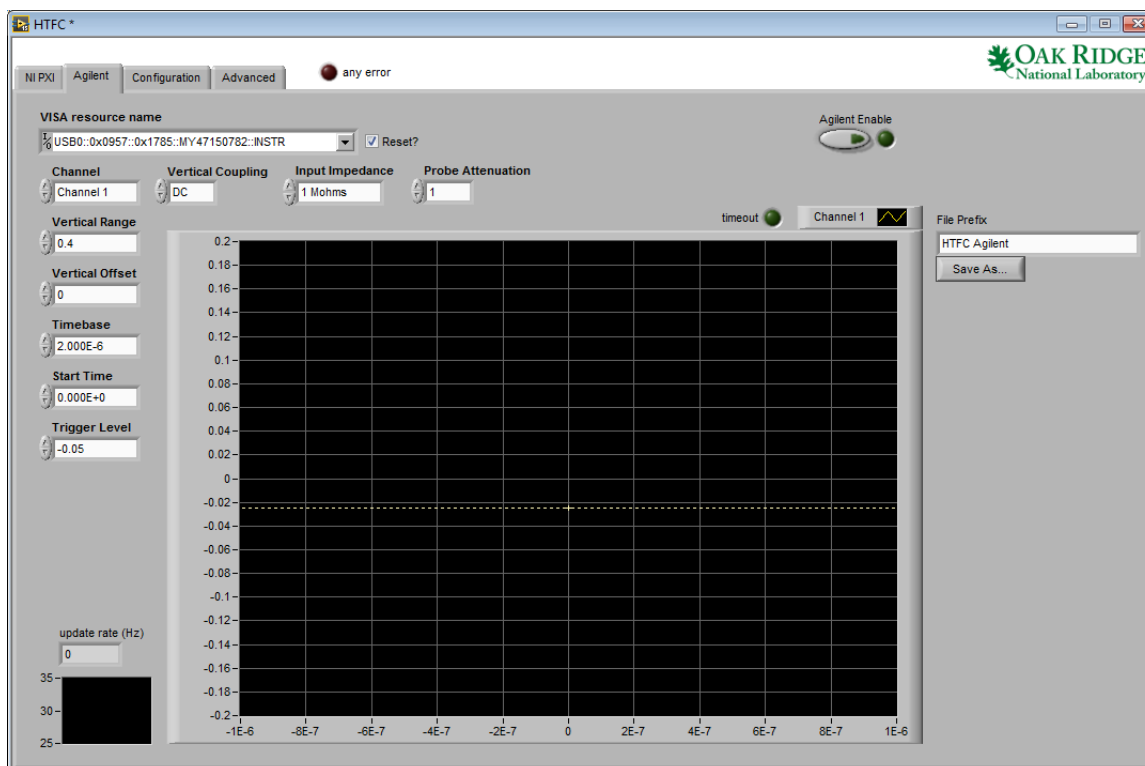 HTFC *
OAK RIDGE
National Laboratory
NI PXI Agilent Configuration Advanced any error
VISA resource name
USB0::0x0957::0x1785::MY47150782::INSTR Reset?
Agilent Enable
Channel Vertical Coupling Input Impedance Probe Attenuation
Channel 1 DC 1 Mohms 1
Vertical Range
0.4
Vertical Offset
0
Timebase
2.000E-6
Start Time
0.000E+0
Trigger Level
-0.05
timeout Channel 1
File Prefix
HTFC Agilent
Save As...
0.2
0.18
0.16
0.14
0.12
0.1
0.08
0.06
0.04
0.02
0
-0.02
-0.04
-0.06
-0.08
-0.1
-0.12
-0.14
-0.16
-0.18
-0.2
-1E-6 -8E-7 -6E-7 -4E-7 -2E-7 0 2E-7 4E-7 6E-7 8E-7 1E-6
update rate (Hz)
0
35
30
25